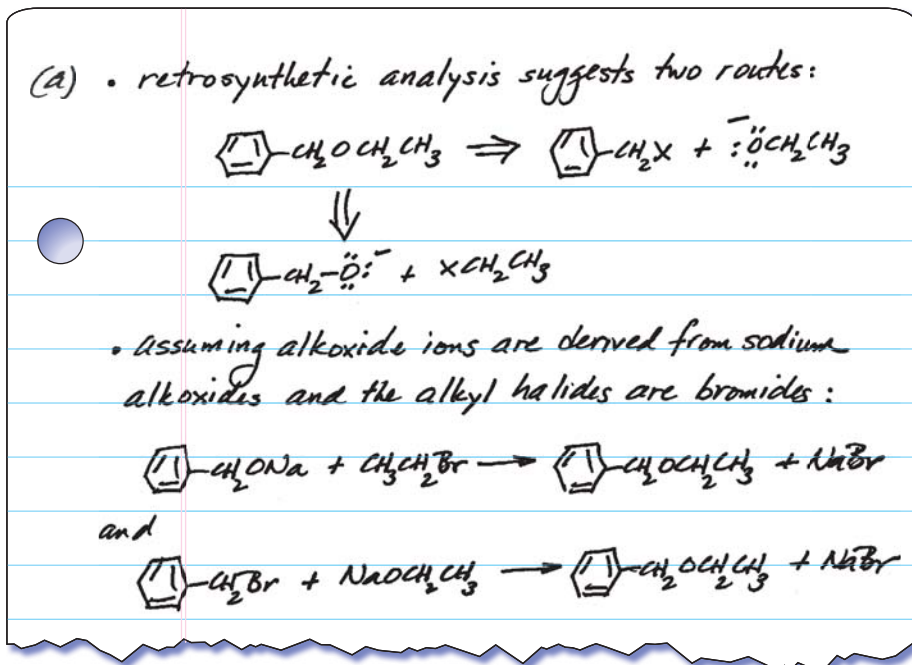 (a) • retrosynthetic analysis suggests two routes:
CH₂OCH₂CH₃ ⇒ CH₂X + ⁻:ÖCH₂CH₃
⇓
CH₂-Ö:⁻ + XCH₂CH₃
• assuming alkoxide ions are derived from sodium
alkoxides and the alkyl halides are bromides:
CH₂ONa + CH₃CH₂Br → CH₂OCH₂CH₃ + NaBr
and
CH₂Br + NaOCH₂CH₃ → CH₂OCH₂CH₃ + NaBr